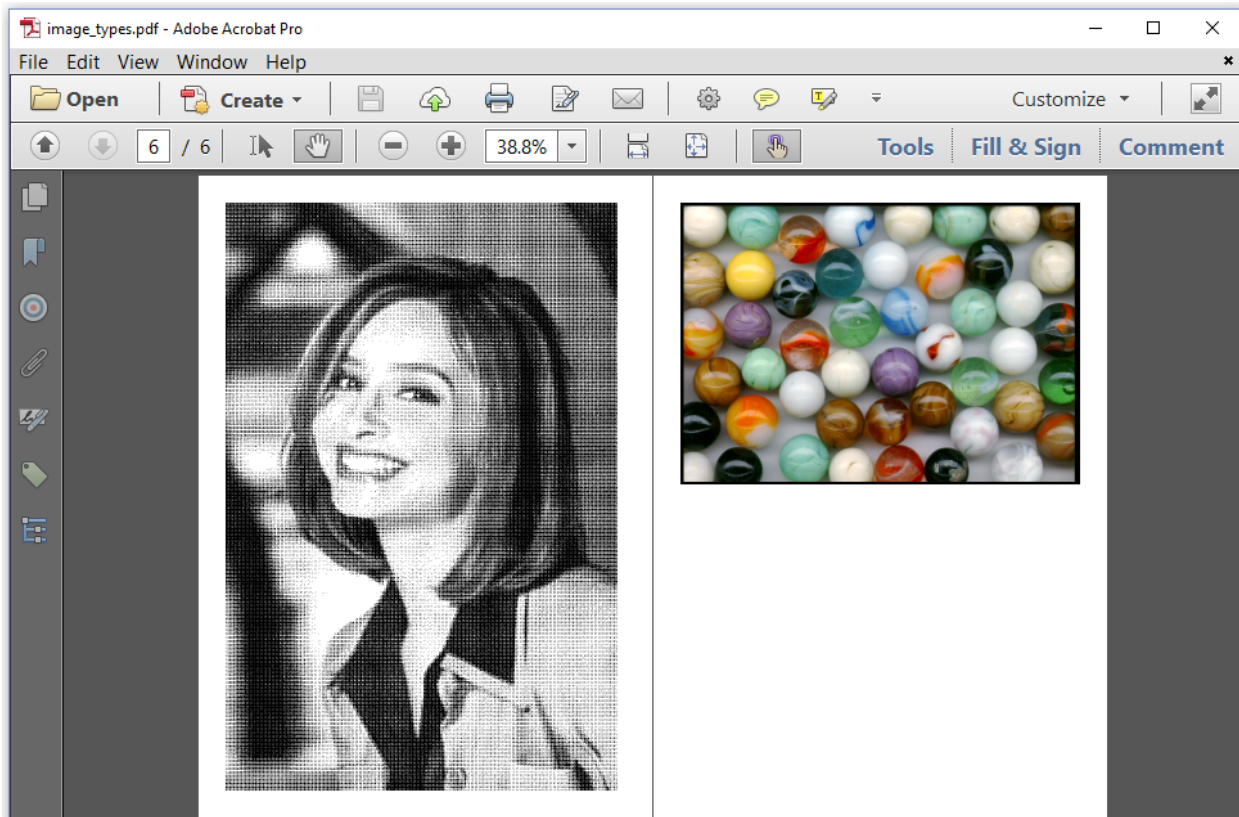 image_types.pdf - Adobe Acrobat Pro
File Edit View Window Help
Open Create Customize
6 / 6 38.8% Tools Fill & Sign Comment